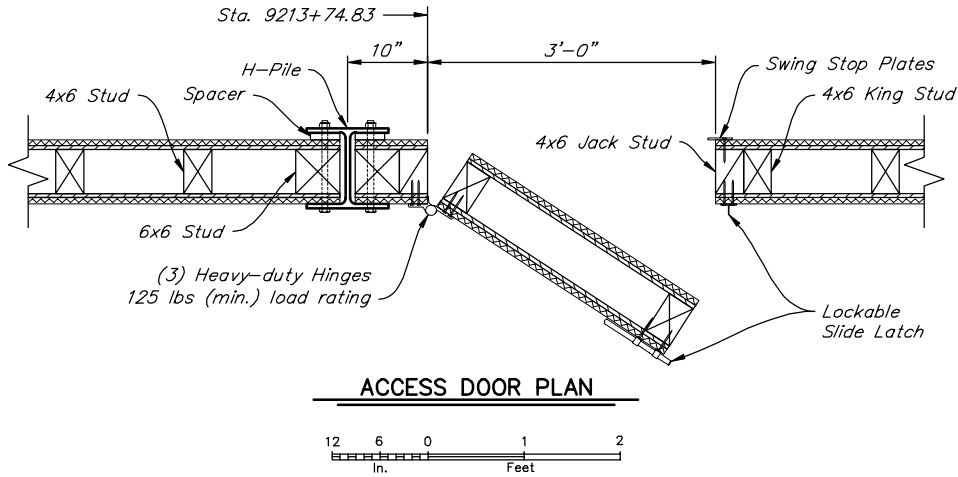 Sta. 9213+74.83
10"
3'-0"
H-Pile
Swing Stop Plates
4x6 Stud
Spacer
4x6 King Stud
4x6 Jack Stud
6x6 Stud
(3) Heavy-duty Hinges
125 lbs (min.) load rating
Lockable
Slide Latch
ACCESS DOOR PLAN
12 6 0 1 2
In. Feet